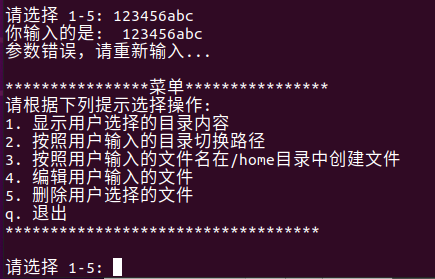 请选择 1-5: 123456abc
你输入的是:  123456abc
参数错误，请重新输入...
****************菜单****************
请根据下列提示选择操作:
1. 显示用户选择的目录内容
2. 按照用户输入的目录切换路径
3. 按照用户输入的文件名在/home目录中创建文件
4. 编辑用户输入的文件
5. 删除用户选择的文件
q. 退出
***********************************
请选择 1-5: